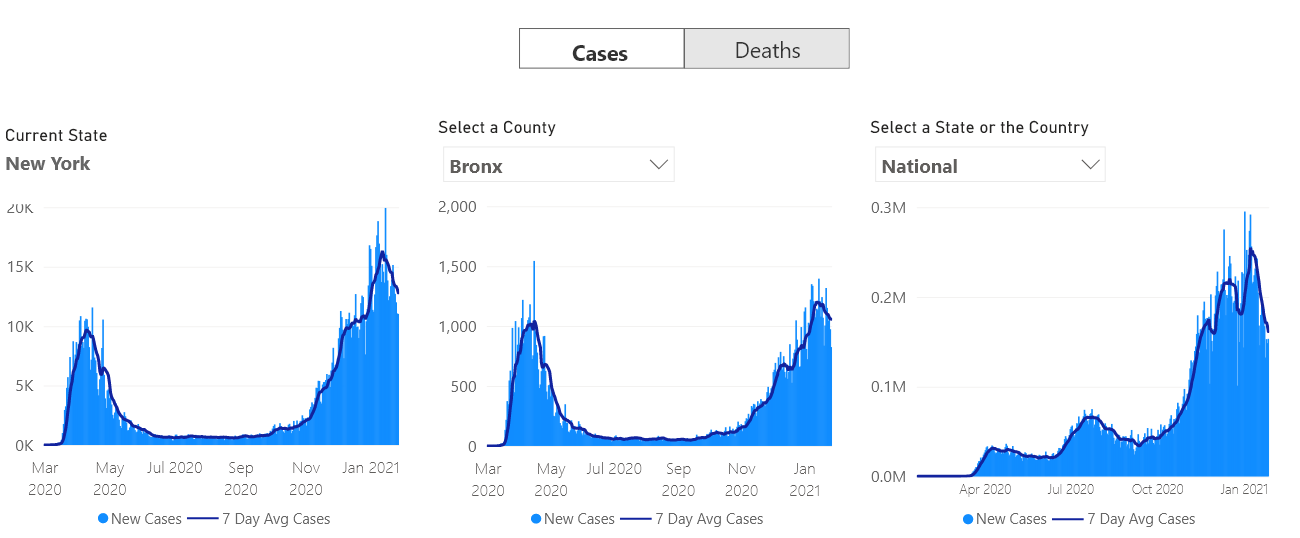 Cases Deaths
Current State
New York
20K
15K
10K
5K
0K
Mar 2020
May 2020
Jul 2020
Sep 2020
Nov 2020
Jan 2021
New Cases 7 Day Avg Cases
Select a County
Bronx
2,000
1,500
1,000
500
0
Mar 2020
May 2020
Jul 2020
Sep 2020
Nov 2020
Jan 2021
New Cases 7 Day Avg Cases
Select a State or the Country
National
0.3M
0.2M
0.1M
0.0M
Apr 2020
Jul 2020
Oct 2020
Jan 2021
New Cases 7 Day Avg Cases